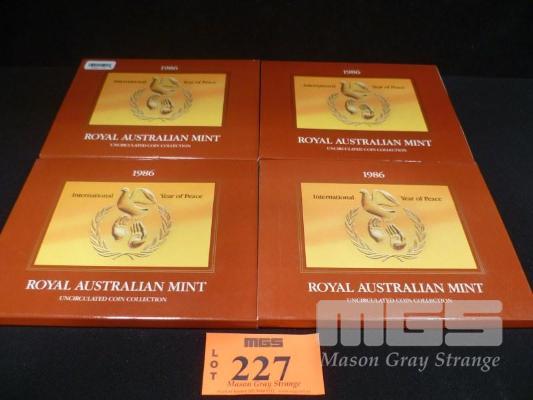 1986
International Year of Peace
ROYAL AUSTRALIAN MINT
UNCIRCULATED COIN COLLECTION
1986
International Year of Peace
ROYAL AUSTRALIAN MINT
UNCIRCULATED COIN COLLECTION
1986
International Year of Peace
ROYAL AUSTRALIAN MINT
UNCIRCULATED COIN COLLECTION
1986
International Year of Peace
ROYAL AUSTRALIAN MINT
UNCIRCULATED COIN COLLECTION
MGS
LOT
227
Mason Gray Strange
MGS
Mason Gray Strange